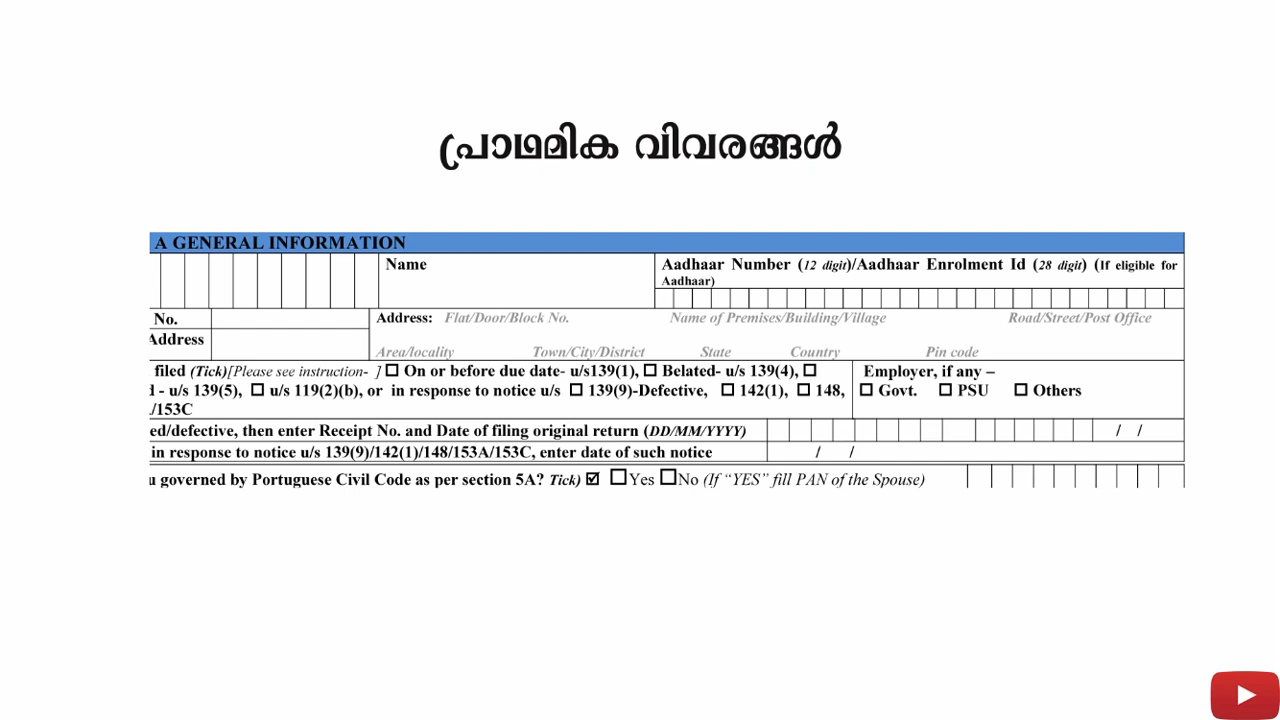 പ്രാഥമിക വിവരങ്ങൾ
A GENERAL INFORMATION
Name
Aadhaar Number (12 digit)/Aadhaar Enrolment Id (28 digit) (If eligible for
Aadhaar)
No.
Address: Flat/Door/Block No. Name of Premises/Building/Village Road/Street/Post Office
Address
Area/locality Town/City/District State Country Pin code
filed (Tick)[Please see instruction- ] ☐ On or before due date- u/s139(1), ☐ Belated- u/s 139(4), ☐
Employer, if any –
- u/s 139(5), ☐ u/s 119(2)(b), or in response to notice u/s ☐ 139(9)-Defective, ☐ 142(1), ☐ 148,
☐ Govt. ☐ PSU ☐ Others
/153C
ed/defective, then enter Receipt No. and Date of filing original return (DD/MM/YYYY) / /
in response to notice u/s 139(9)/142(1)/148/153A/153C, enter date of such notice / /
governed by Portuguese Civil Code as per section 5A? Tick) ☑ ☐Yes ☐No (If “YES” fill PAN of the Spouse)